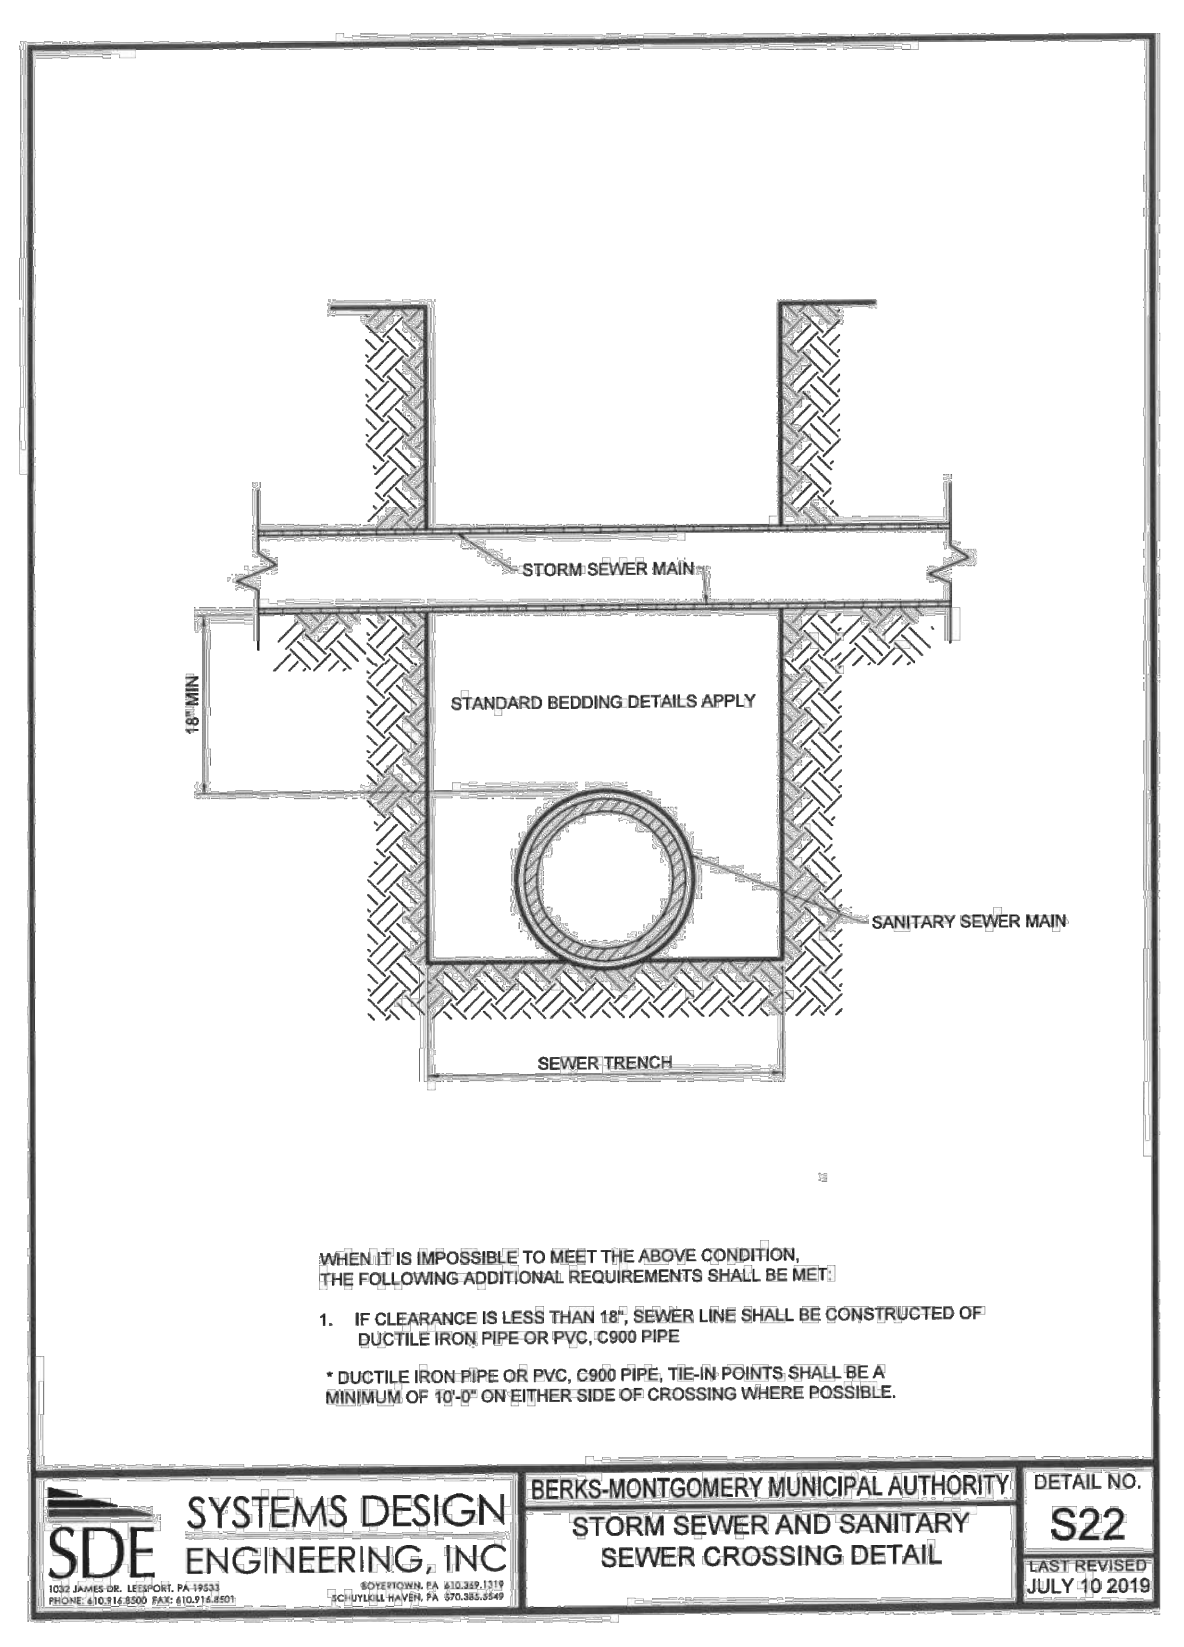 STORM SEWER MAIN
18" MIN
STANDARD BEDDING DETAILS APPLY
SANITARY SEWER MAIN
SEWER TRENCH
WHEN IT IS IMPOSSIBLE TO MEET THE ABOVE CONDITION,
THE FOLLOWING ADDITIONAL REQUIREMENTS SHALL BE MET:
1. IF CLEARANCE IS LESS THAN 18", SEWER LINE SHALL BE CONSTRUCTED OF
DUCTILE IRON PIPE OR PVC, C900 PIPE
* DUCTILE IRON PIPE OR PVC, C900 PIPE, TIE-IN POINTS SHALL BE A
MINIMUM OF 10'-0" ON EITHER SIDE OF CROSSING WHERE POSSIBLE.
SDE
SYSTEMS DESIGN
ENGINEERING, INC
1032 JAMES DR. LEESPORT, PA 19533
PHONE: 610.916.8500 FAX: 610.916.8501
BOYERTOWN, PA 610.369.1319
SCHUYLKILL HAVEN, PA 570.385.5549
BERKS-MONTGOMERY MUNICIPAL AUTHORITY
STORM SEWER AND SANITARY
SEWER CROSSING DETAIL
DETAIL NO.
S22
LAST REVISED
JULY 10 2019